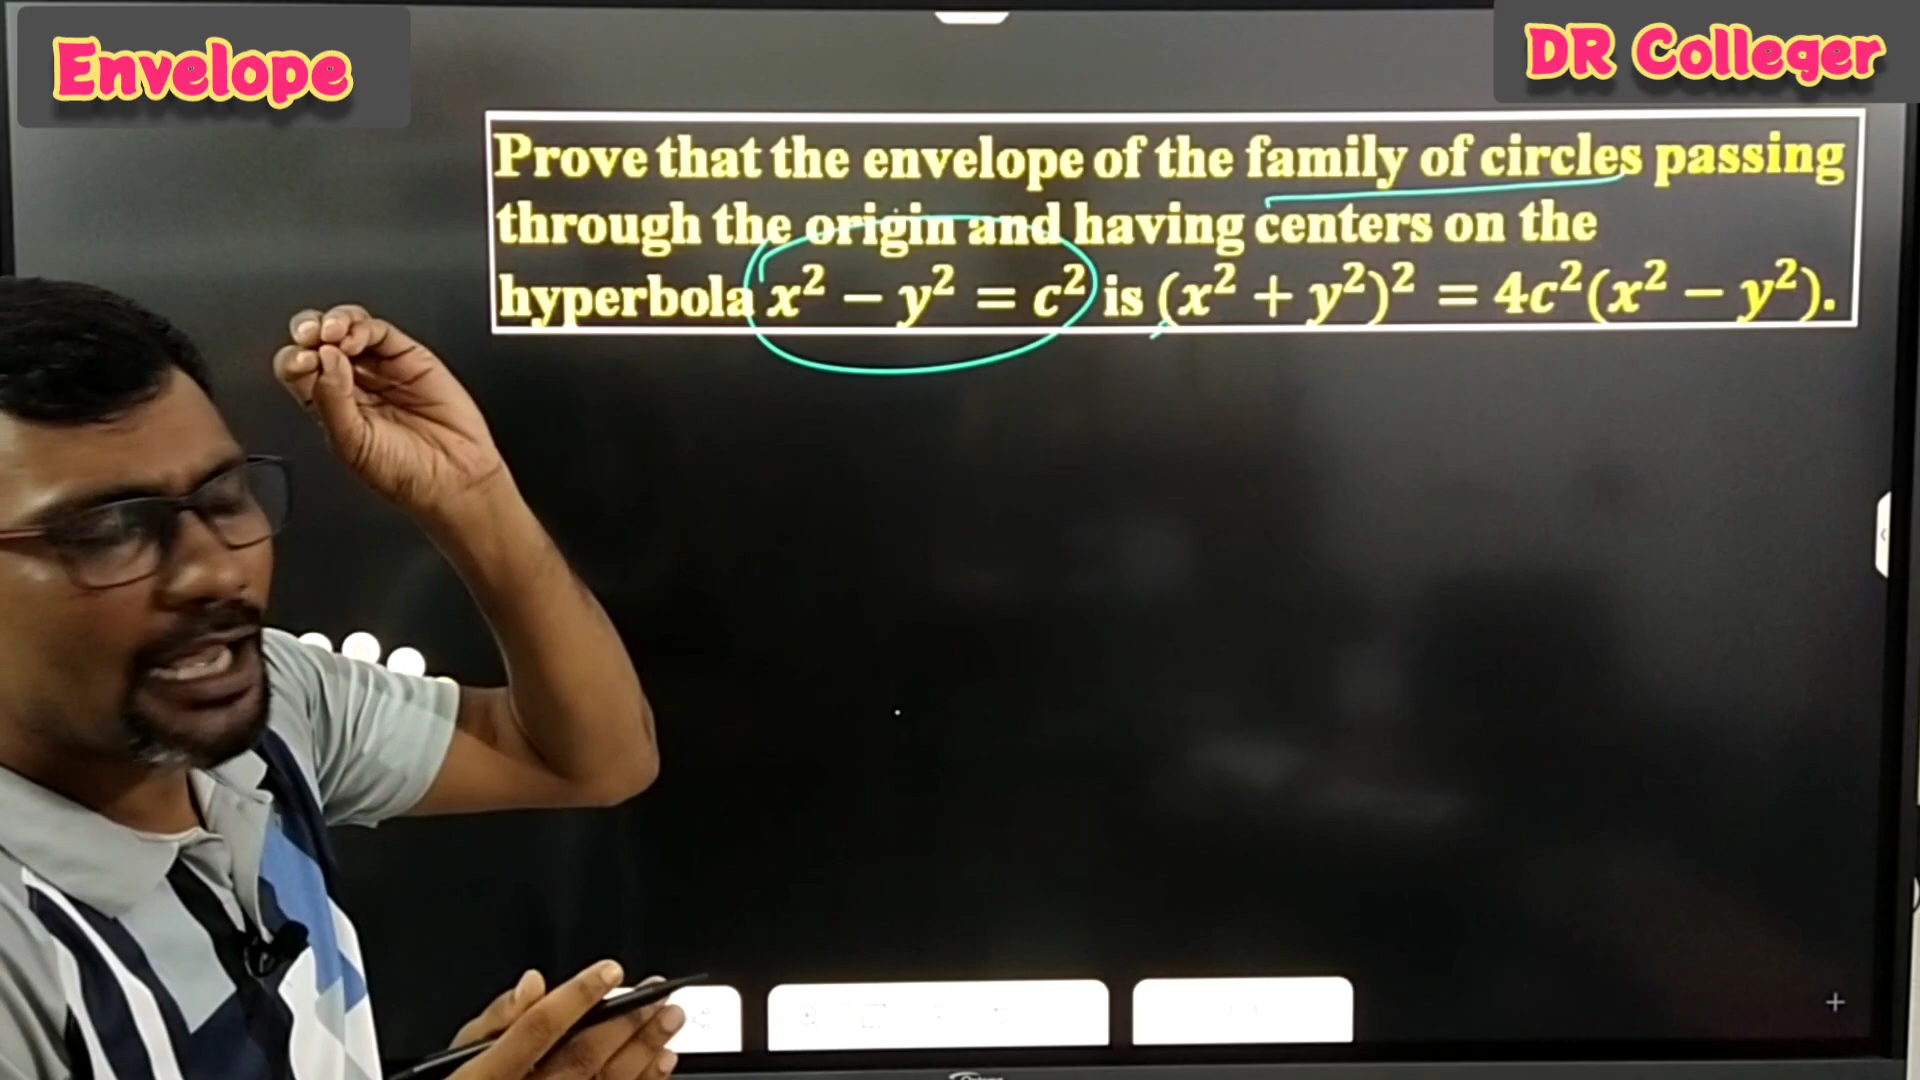 Envelope
DR Colleger
Prove that the envelope of the family of circles passing
through the origin and having centers on the
hyperbola x² − y² = c² is (x² + y²)² = 4c²(x² − y²).